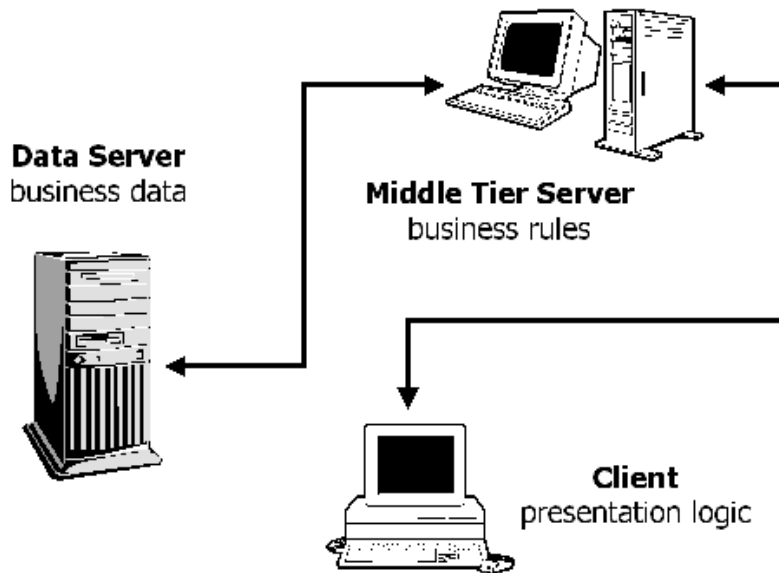 Data Server
business data
Middle Tier Server
business rules
Client
presentation logic